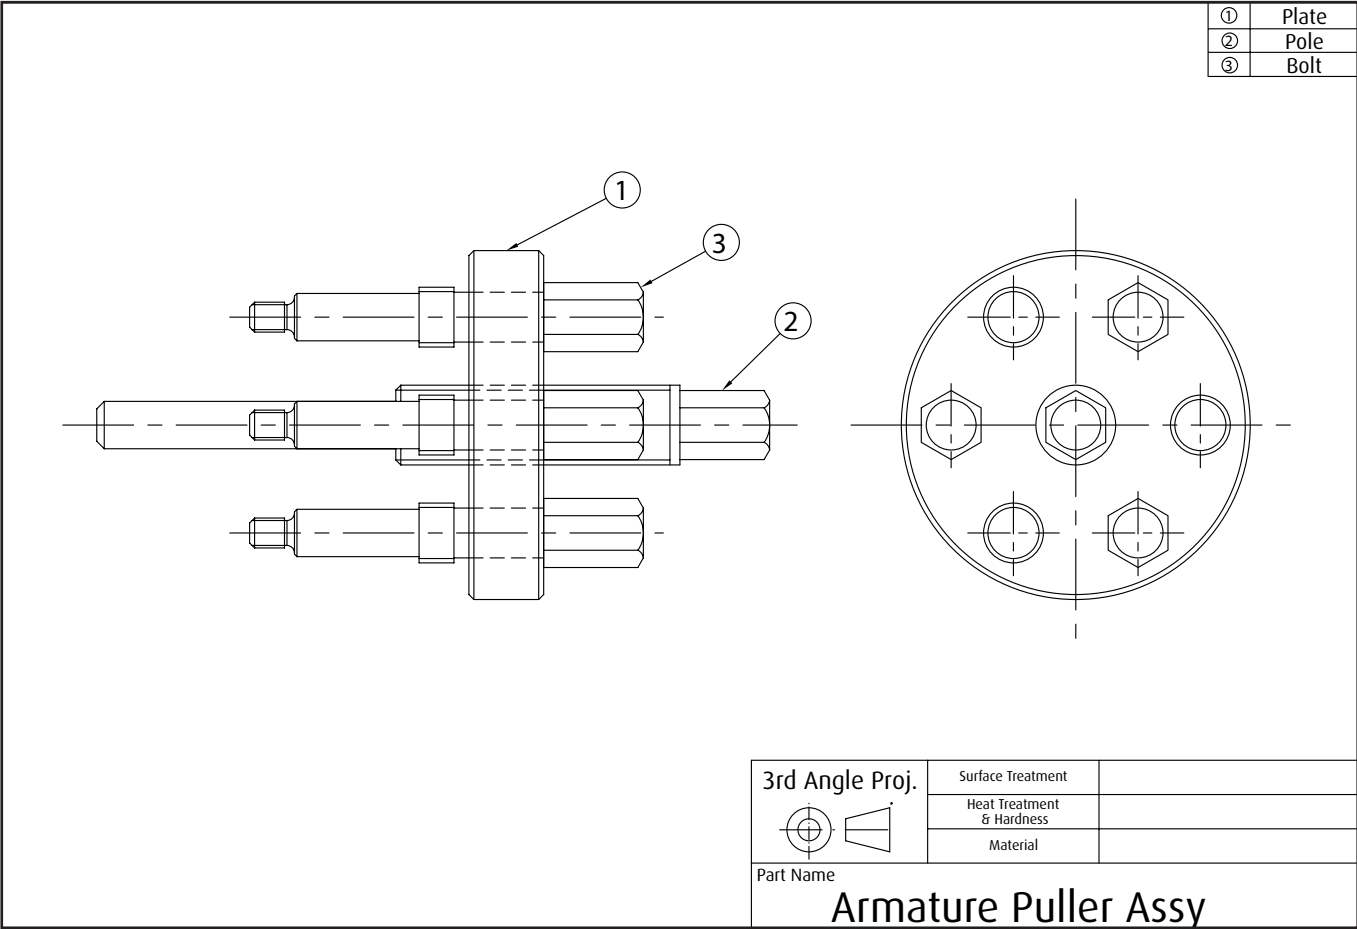 ① Plate
② Pole
③ Bolt
1
3
2
3rd Angle Proj.
Surface Treatment
Heat Treatment
& Hardness
Material
Part Name
Armature Puller Assy